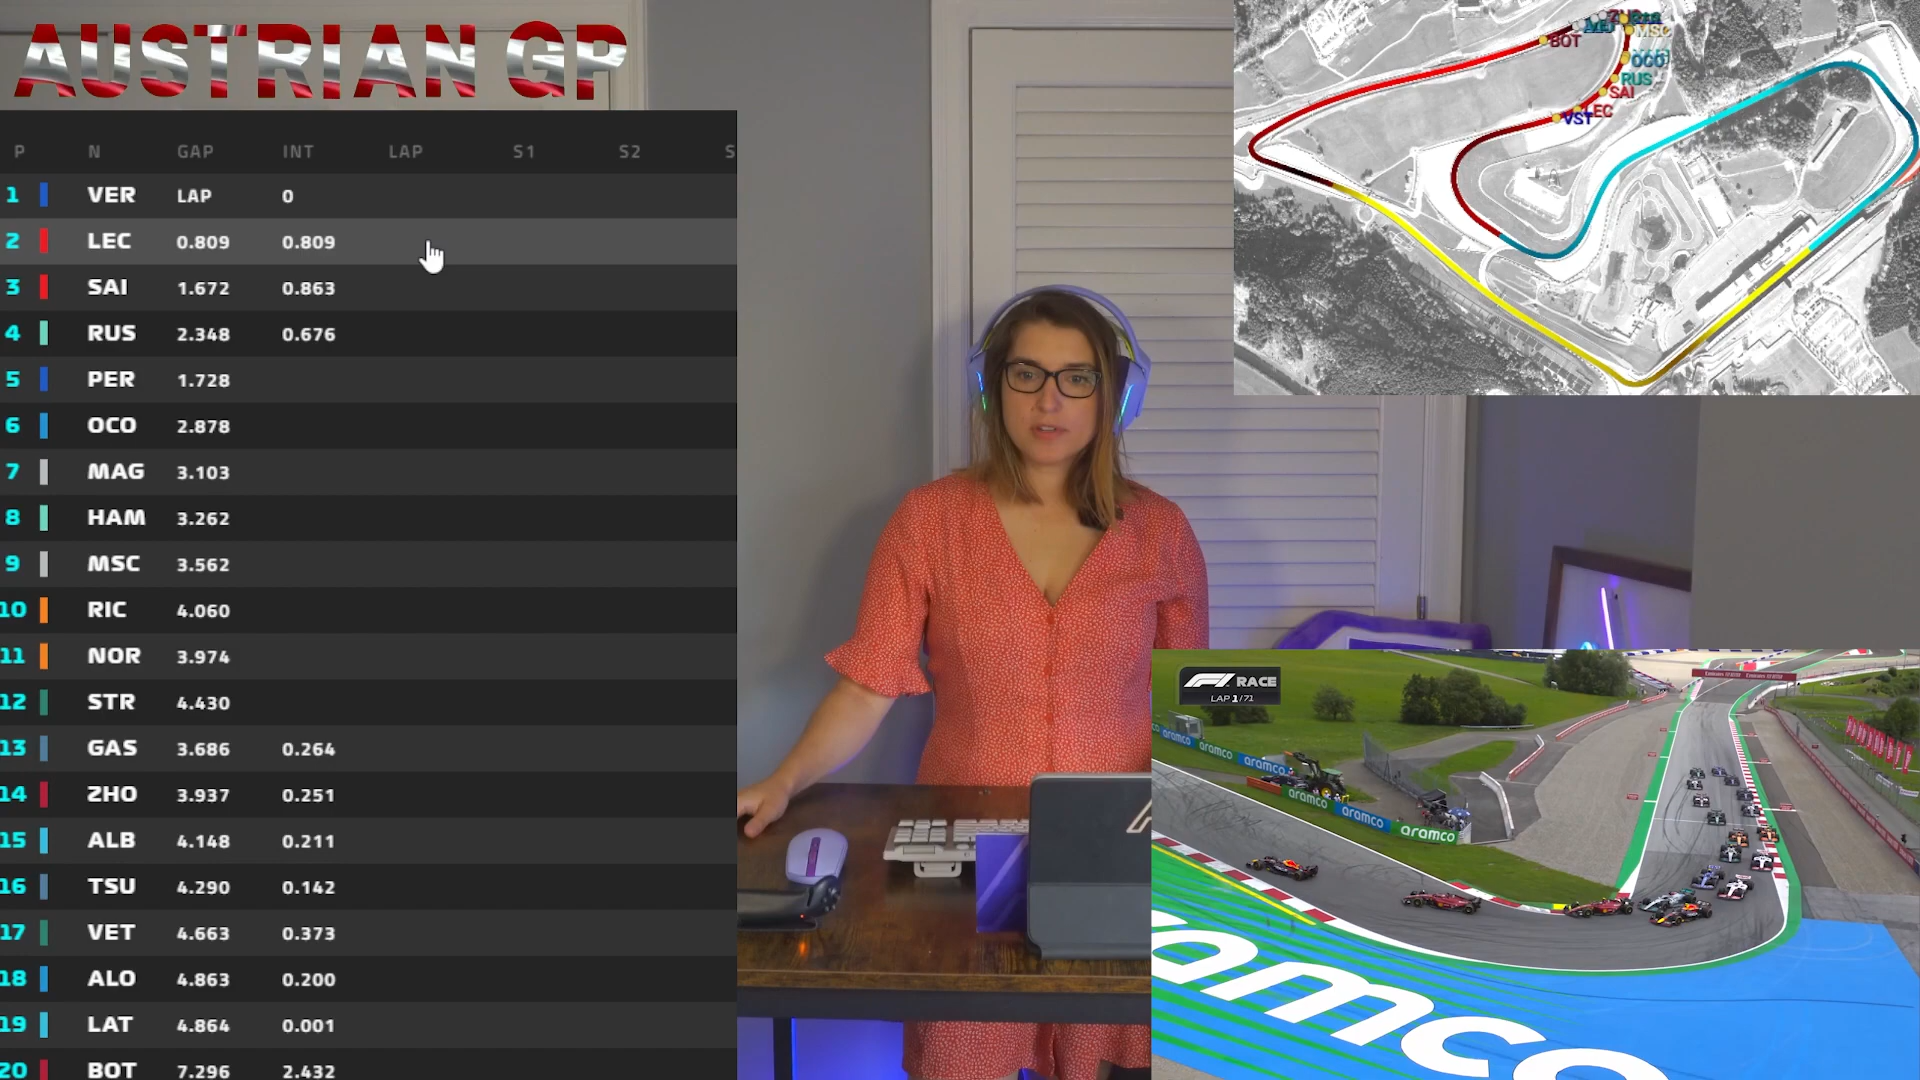 AUSTRIAN GP
P N GAP INT LAP S1 S2 S
1 VER LAP 0
2 LEC 0.809 0.809
3 SAI 1.672 0.863
4 RUS 2.348 0.676
5 PER 1.728
6 OCO 2.878
7 MAG 3.103
8 HAM 3.262
9 MSC 3.562
10 RIC 4.060
11 NOR 3.974
12 STR 4.430
13 GAS 3.686 0.264
14 ZHO 3.937 0.251
15 ALB 4.148 0.211
16 TSU 4.290 0.142
17 VET 4.663 0.373
18 ALO 4.863 0.200
19 LAT 4.864 0.001
20 BOT 7.296 2.432
BOT
MSC
OCO
RUS
SAI
LEC
VST
F1 RACE
LAP 1/71
aramco aramco aramco
aramco aramco aramco
amco